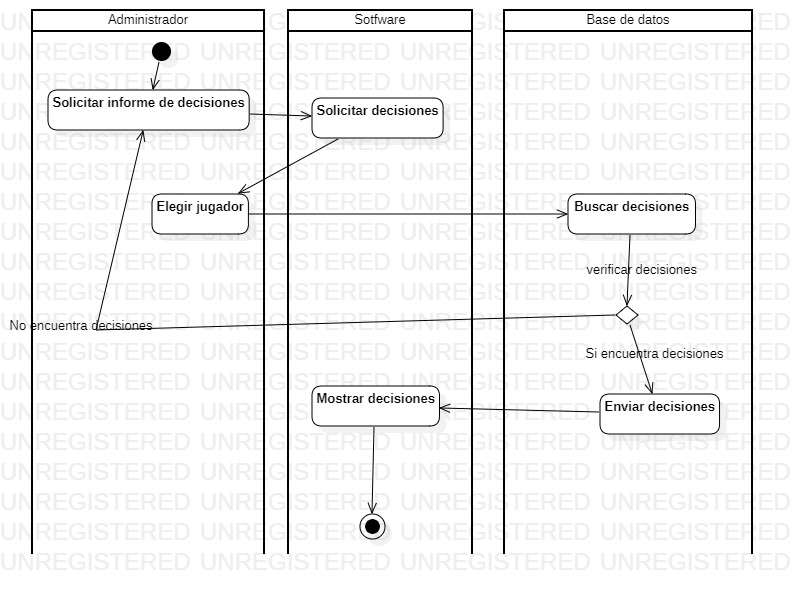 Administrador
Sotfware
Base de datos
Solicitar informe de decisiones
Solicitar decisiones
Elegir jugador
Buscar decisiones
verificar decisiones
No encuentra decisiones
Si encuentra decisiones
Mostrar decisiones
Enviar decisiones
UNREGISTERED